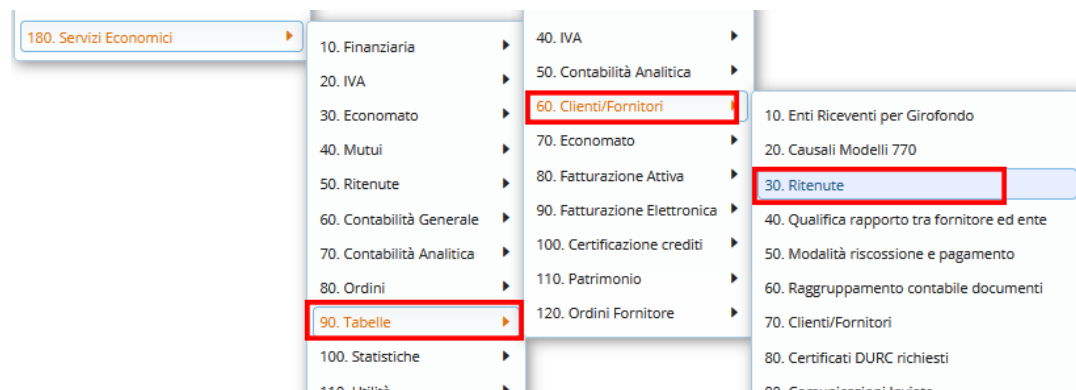 180. Servizi Economici
10. Finanziaria
20. IVA
30. Economato
40. Mutui
50. Ritenute
60. Contabilità Generale
70. Contabilità Analitica
80. Ordini
90. Tabelle
100. Statistiche
40. IVA
50. Contabilità Analitica
60. Clienti/Fornitori
70. Economato
80. Fatturazione Attiva
90. Fatturazione Elettronica
100. Certificazione crediti
110. Patrimonio
120. Ordini Fornitore
10. Enti Riceventi per Girofondo
20. Causali Modelli 770
30. Ritenute
40. Qualifica rapporto tra fornitore ed ente
50. Modalità riscossione e pagamento
60. Raggruppamento contabile documenti
70. Clienti/Fornitori
80. Certificati DURC richiesti